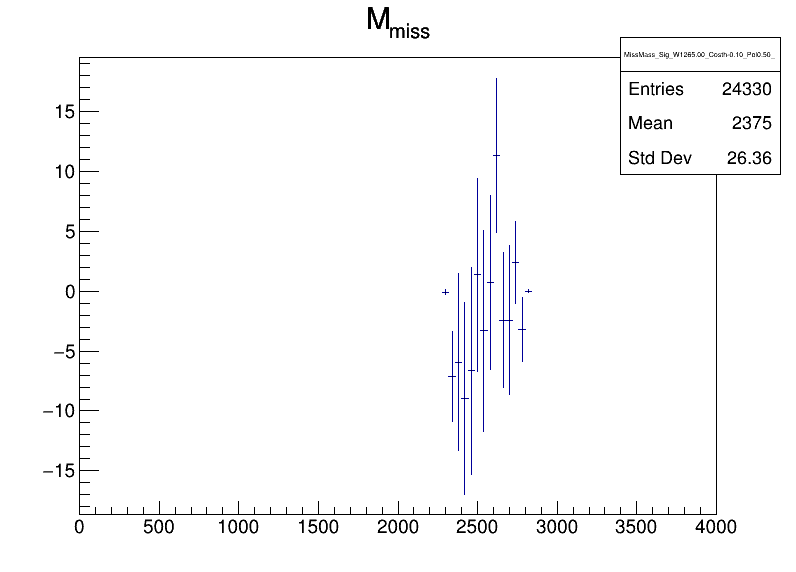 M_miss
MissMass_Sig_W1265.00_Costh-0.10_Pol0.50_
Entries 24330
Mean 2375
Std Dev 26.36
15
10
5
0
−5
−10
−15
0 500 1000 1500 2000 2500 3000 3500 4000